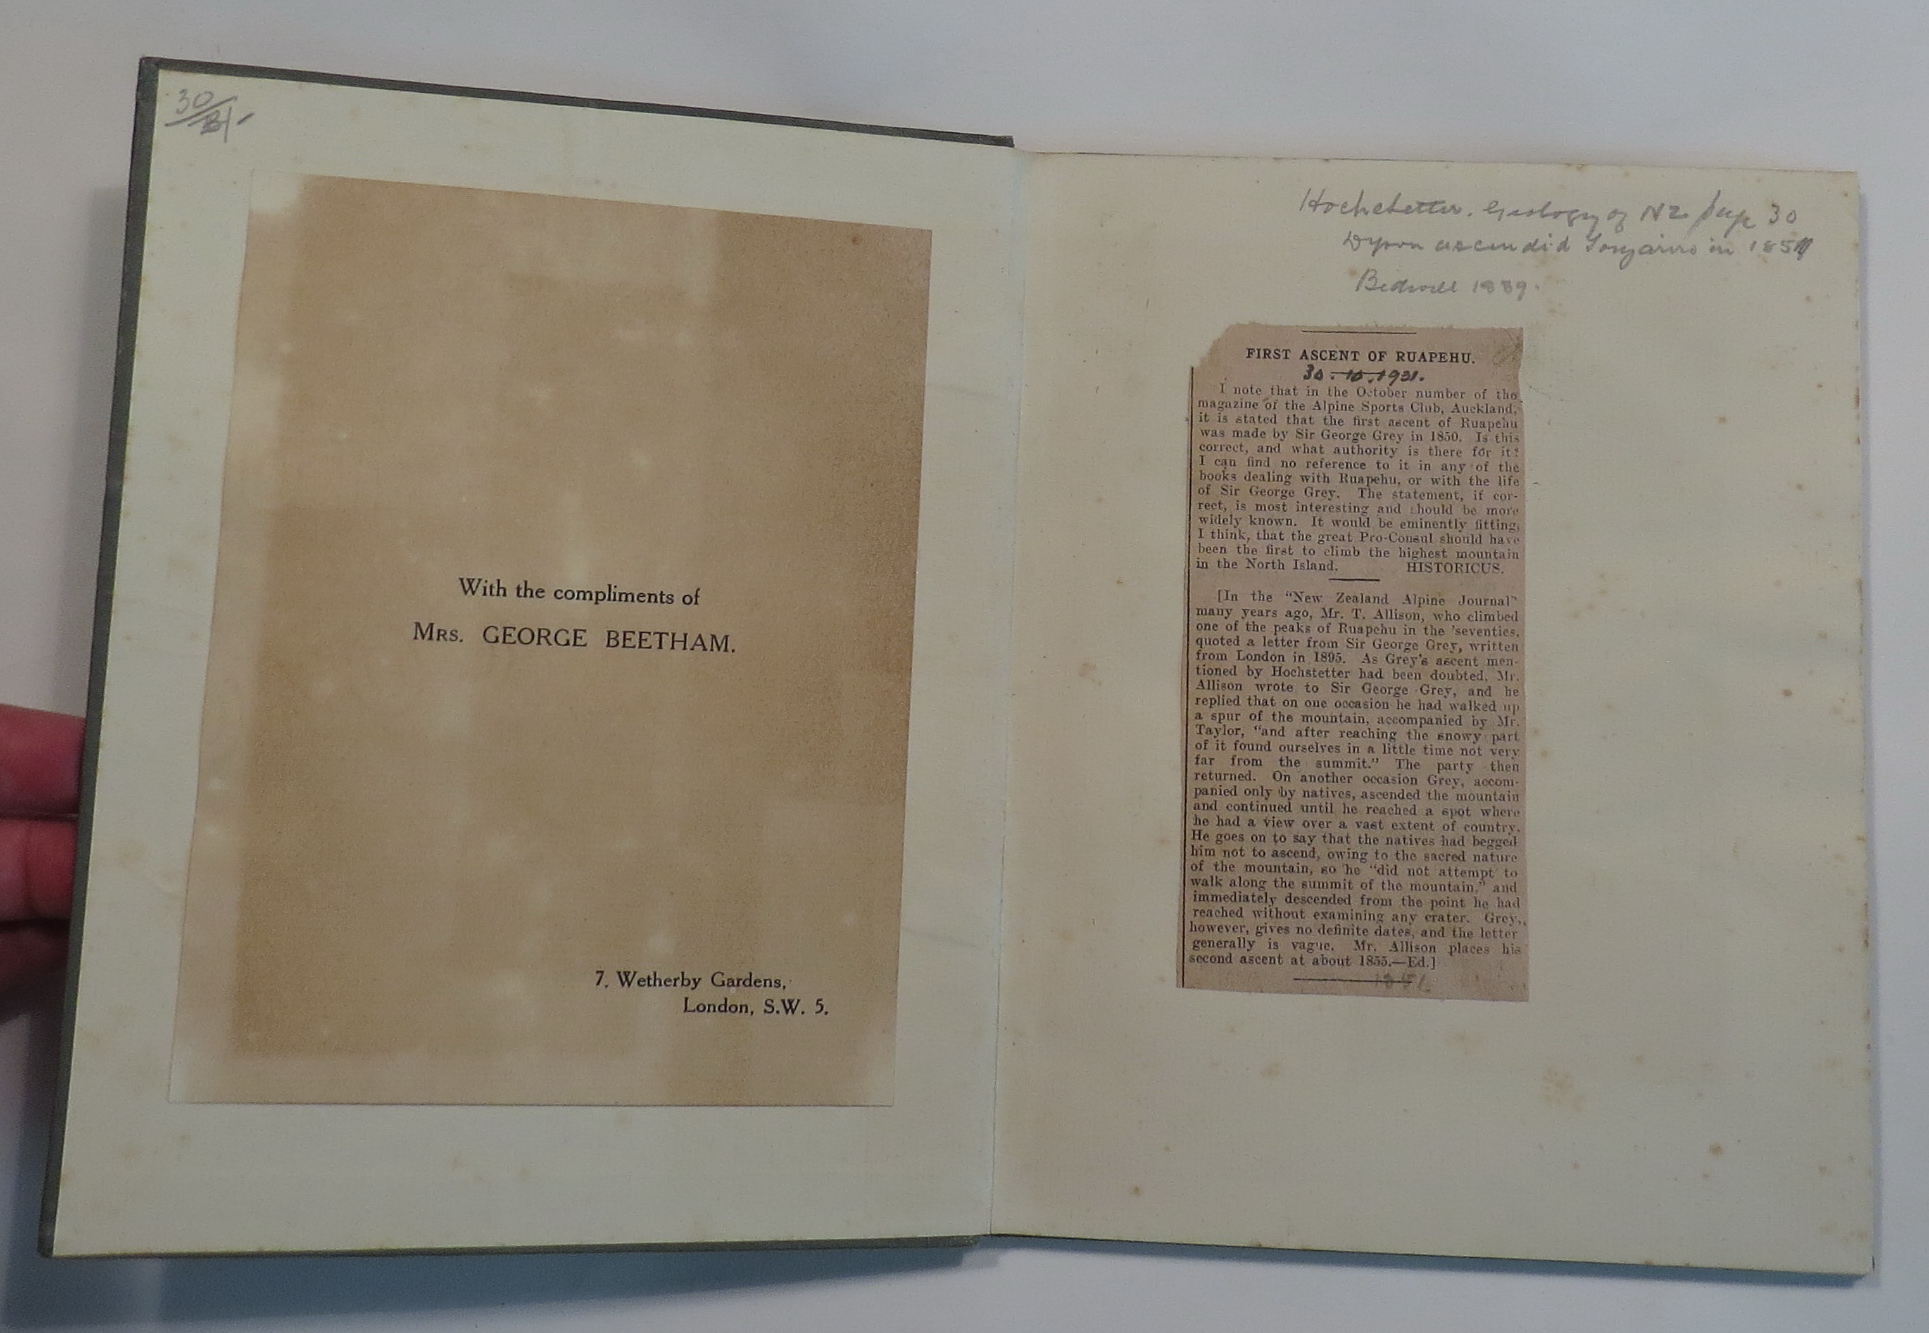 30/
With the compliments of
MRS. GEORGE BEETHAM.
7, Wetherby Gardens,
London, S.W. 5.
Hochstetter. Geology of NZ page 30
Dyson ascended Tongariro in 1851
Bidwill 1839.
FIRST ASCENT OF RUAPEHU.
30.10.1931.
I note that in the October number of the
magazine of the Alpine Sports Club, Auckland,
it is stated that the first ascent of Ruapehu
was made by Sir George Grey in 1850. Is this
correct, and what authority is there for it?
I can find no reference to it in any of the
books dealing with Ruapehu, or with the life
of Sir George Grey. The statement, if cor-
rect, is most interesting and should be more
widely known. It would be eminently fitting,
I think, that the great Pro-Consul should have
been the first to climb the highest mountain
in the North Island. HISTORICUS.
[In the "New Zealand Alpine Journal"
many years ago, Mr. T. Allison, who climbed
one of the peaks of Ruapehu in the 'seventies,
quoted a letter from Sir George Grey, written
from London in 1895. As Grey's ascent men-
tioned by Hochstetter had been doubted, Mr.
Allison wrote to Sir George Grey, and he
replied that on one occasion he had walked up
a spur of the mountain, accompanied by Mr.
Taylor, "and after reaching the snowy part
of it found ourselves in a little time not very
far from the summit." The party then
returned. On another occasion Grey, accom-
panied only by natives, ascended the mountain
and continued until he reached a spot where
he had a view over a vast extent of country.
He goes on to say that the natives had begged
him not to ascend, owing to the sacred nature
of the mountain, so he "did not attempt to
walk along the summit of the mountain," and
immediately descended from the point he had
reached without examining any crater. Grey,
however, gives no definite dates, and the letter
generally is vague. Mr. Allison places his
second ascent at about 1855.—Ed.]